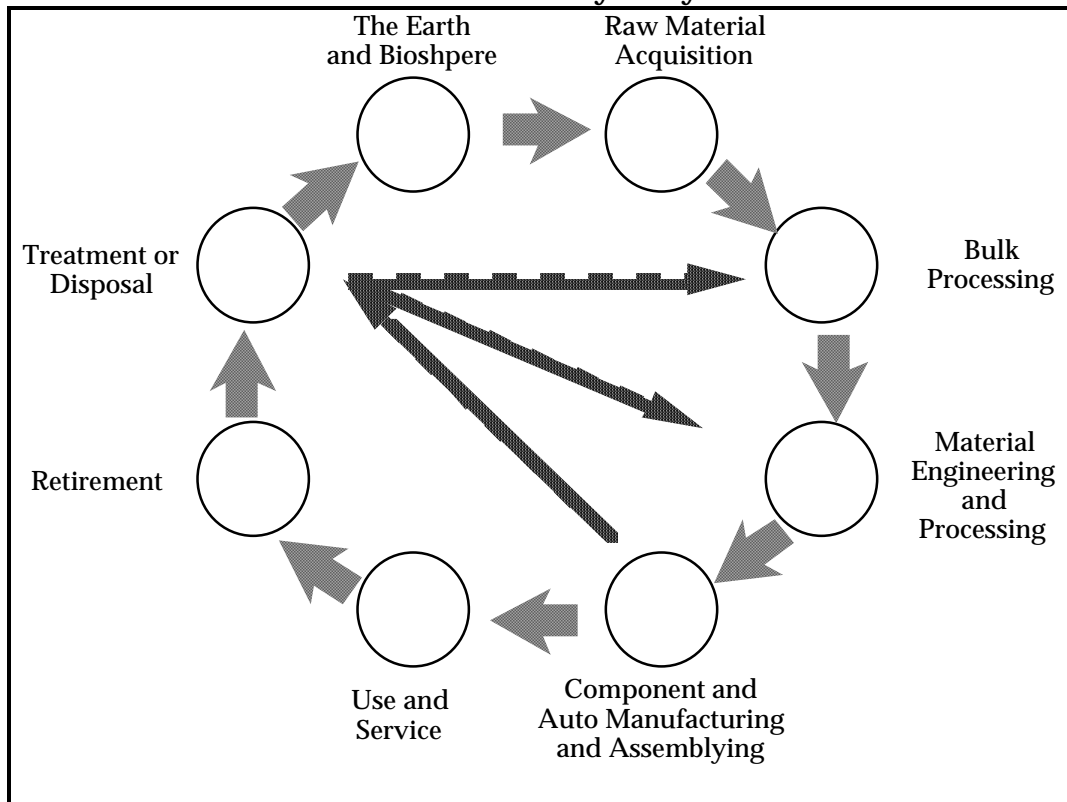 The Earth
and Bioshpere
Raw Material
Acquisition
Bulk
Processing
Material
Engineering
and
Processing
Component and
Auto Manufacturing
and Assemblying
Use and
Service
Retirement
Treatment or
Disposal